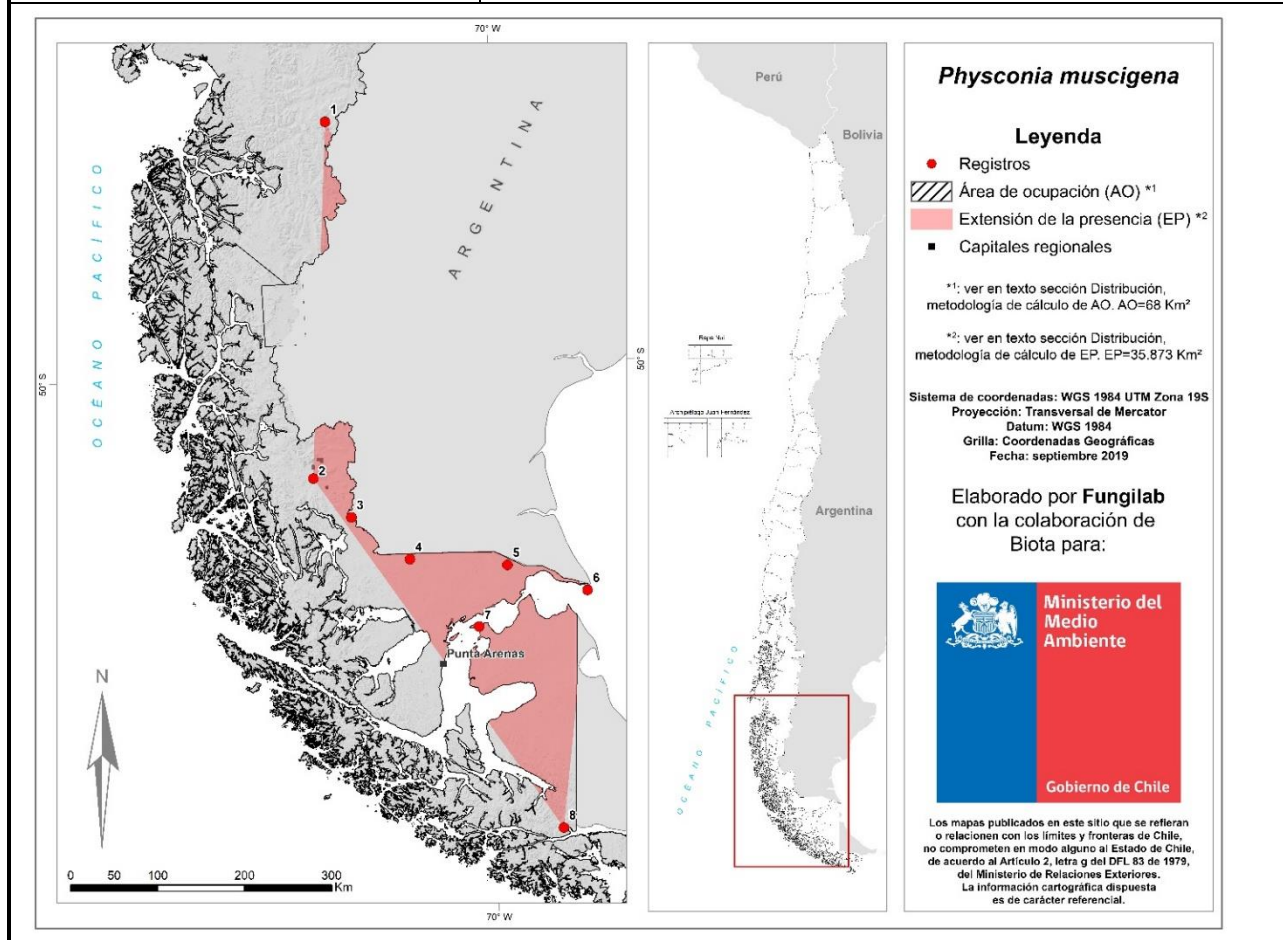 70° W
OCÉANO PACÍFICO
ARGENTINA
50° S
1
2
3
4
5
6
7
8
Punta Arenas
N
0 50 100 200 300
Km
70° W
Perú
Bolivia
50° S
Rapa Nui
Archipiélago Juan Fernández
Argentina
OCÉANO PACÍFICO
Physconia muscigena
Leyenda
Registros
Área de ocupación (AO) *1
Extensión de la presencia (EP) *2
Capitales regionales
*1: ver en texto sección Distribución,
metodología de cálculo de AO. AO=68 Km²
*2: ver en texto sección Distribución,
metodología de cálculo de EP. EP=35.873 Km²
Sistema de coordenadas: WGS 1984 UTM Zona 19S
Proyección: Transversal de Mercator
Datum: WGS 1984
Grilla: Coordenadas Geográficas
Fecha: septiembre 2019
Elaborado por Fungilab
con la colaboración de
Biota para:
Ministerio del
Medio
Ambiente
Gobierno de Chile
Los mapas publicados en este sitio que se refieran
o relacionen con los límites y fronteras de Chile,
no comprometen en modo alguno al Estado de Chile,
de acuerdo al Artículo 2, letra g del DFL 83 de 1979,
del Ministerio de Relaciones Exteriores.
La información cartográfica dispuesta
es de carácter referencial.